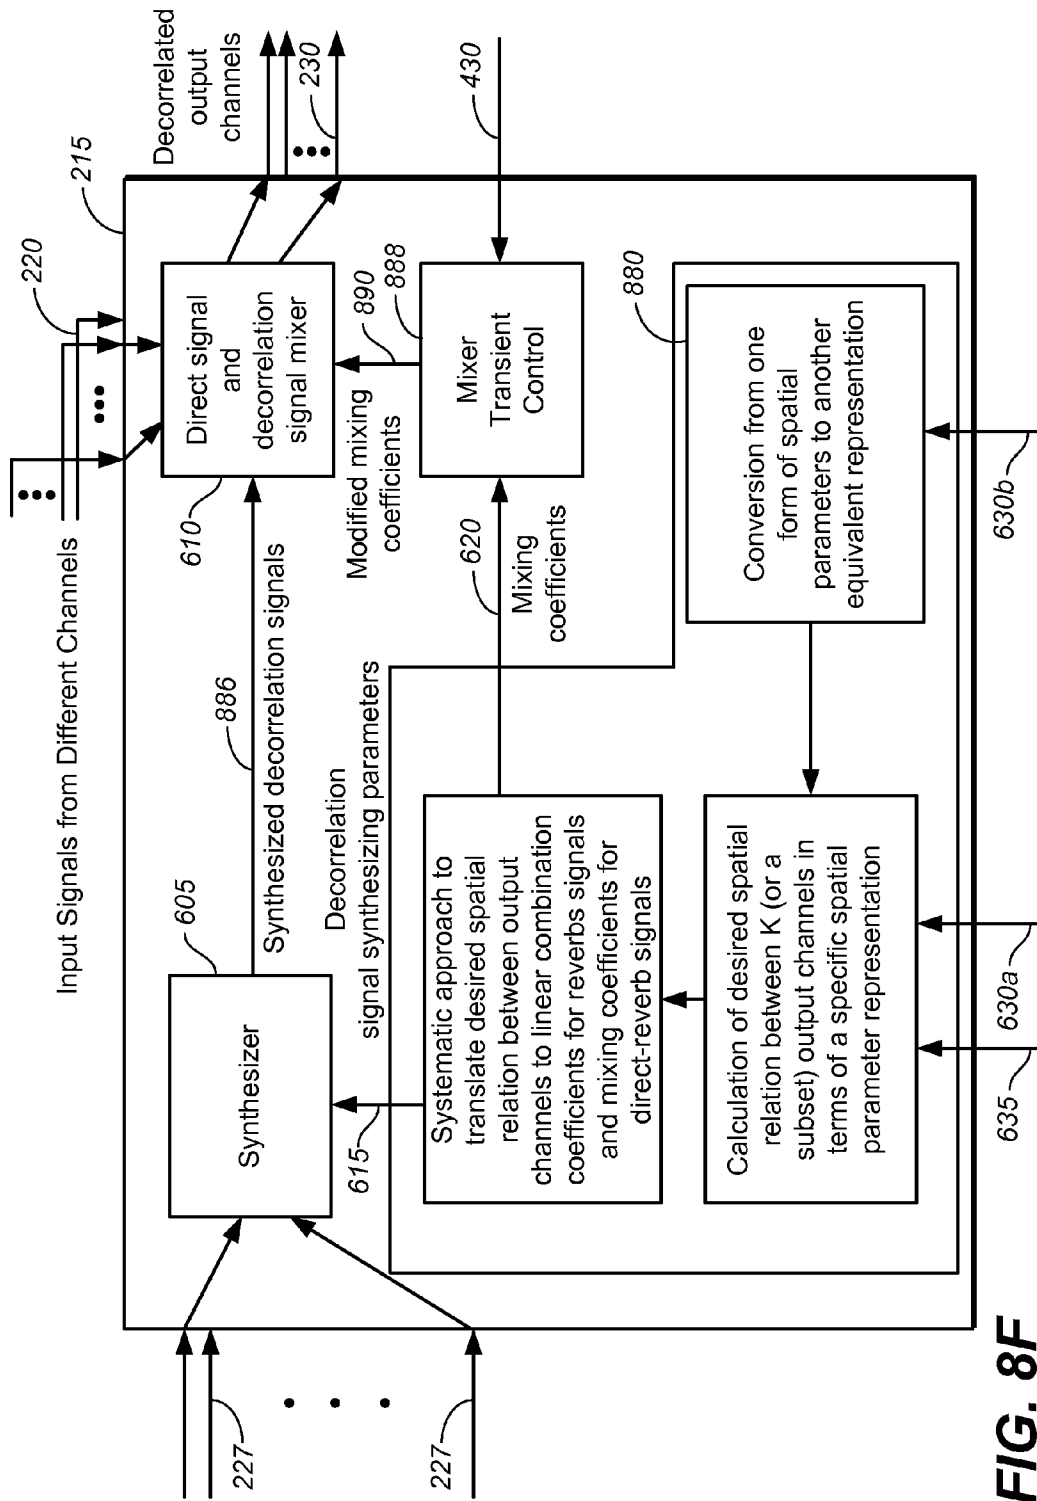 Input Signals from Different Channels
220
215
Decorrelated
output
channels
227
227
Synthesizer
605
886
Synthesized decorrelation signals
610
Direct signal
and
decorrelation
signal mixer
230
615
Decorrelation
signal synthesizing parameters
Modified mixing
coefficients
890
888
Systematic approach to
translate desired spatial
relation between output
channels to linear combination
coefficients for reverbs signals
and mixing coefficients for
direct-reverb signals
620
Mixing
coefficients
Mixer
Transient
Control
430
880
Calculation of desired spatial
relation between K (or a
subset) output channels in
terms of a specific spatial
parameter representation
Conversion from one
form of spatial
parameters to another
equivalent representation
635
630a
630b
FIG. 8F